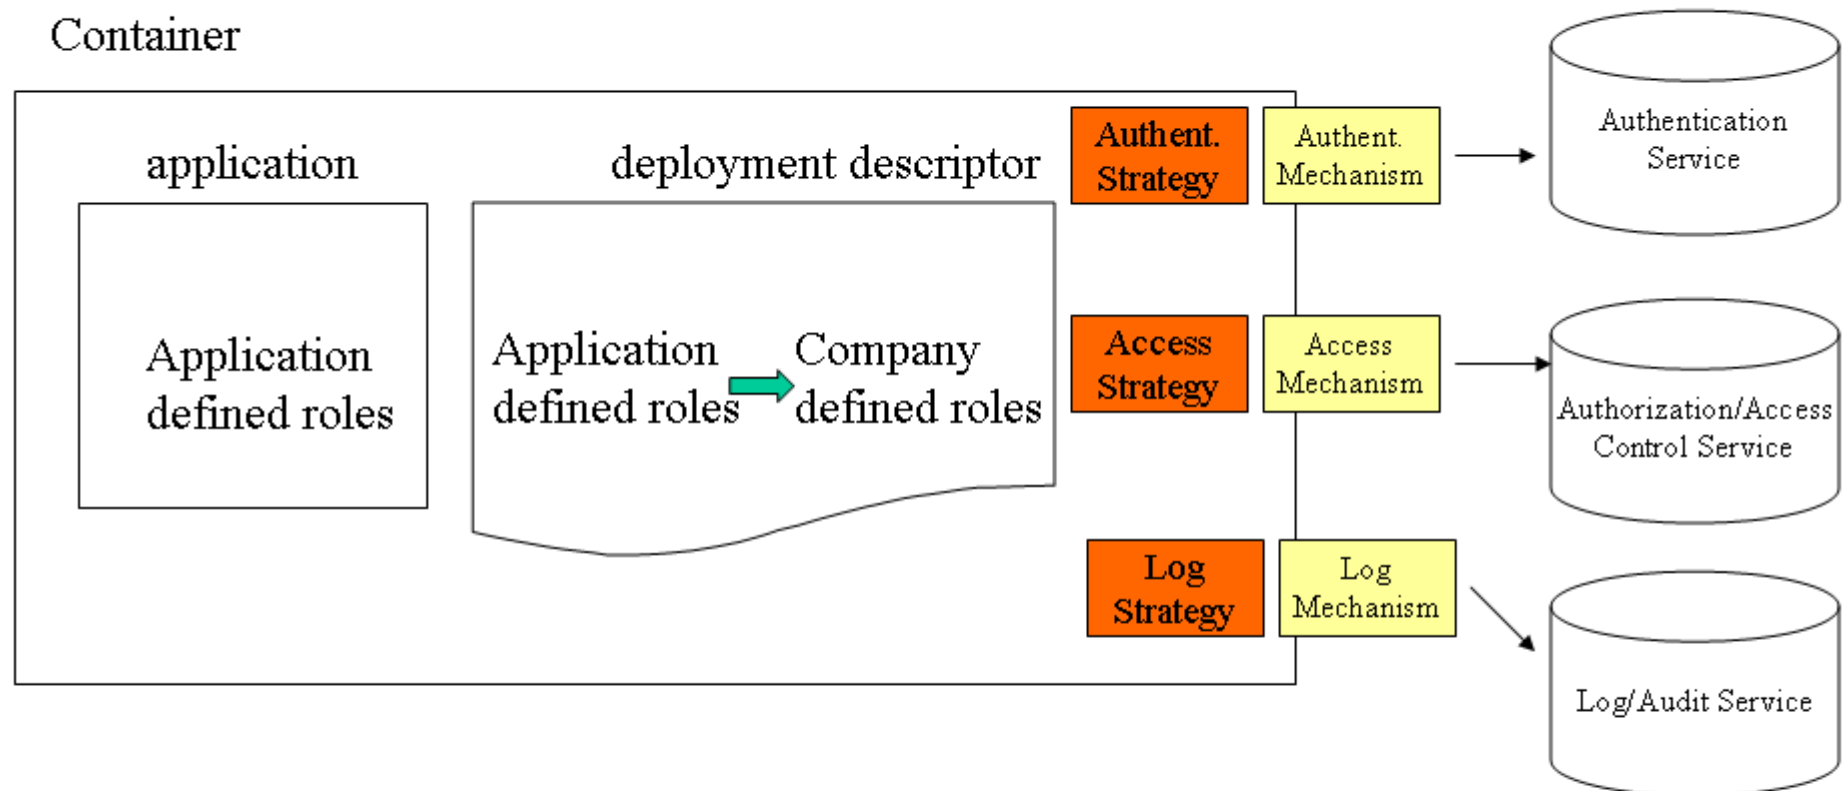 Container
application
deployment descriptor
Application
defined roles
Application
defined roles
Company
defined roles
Authent.
Strategy
Authent.
Mechanism
Authentication
Service
Access
Strategy
Access
Mechanism
Authorization/Access
Control Service
Log
Strategy
Log
Mechanism
Log/Audit Service